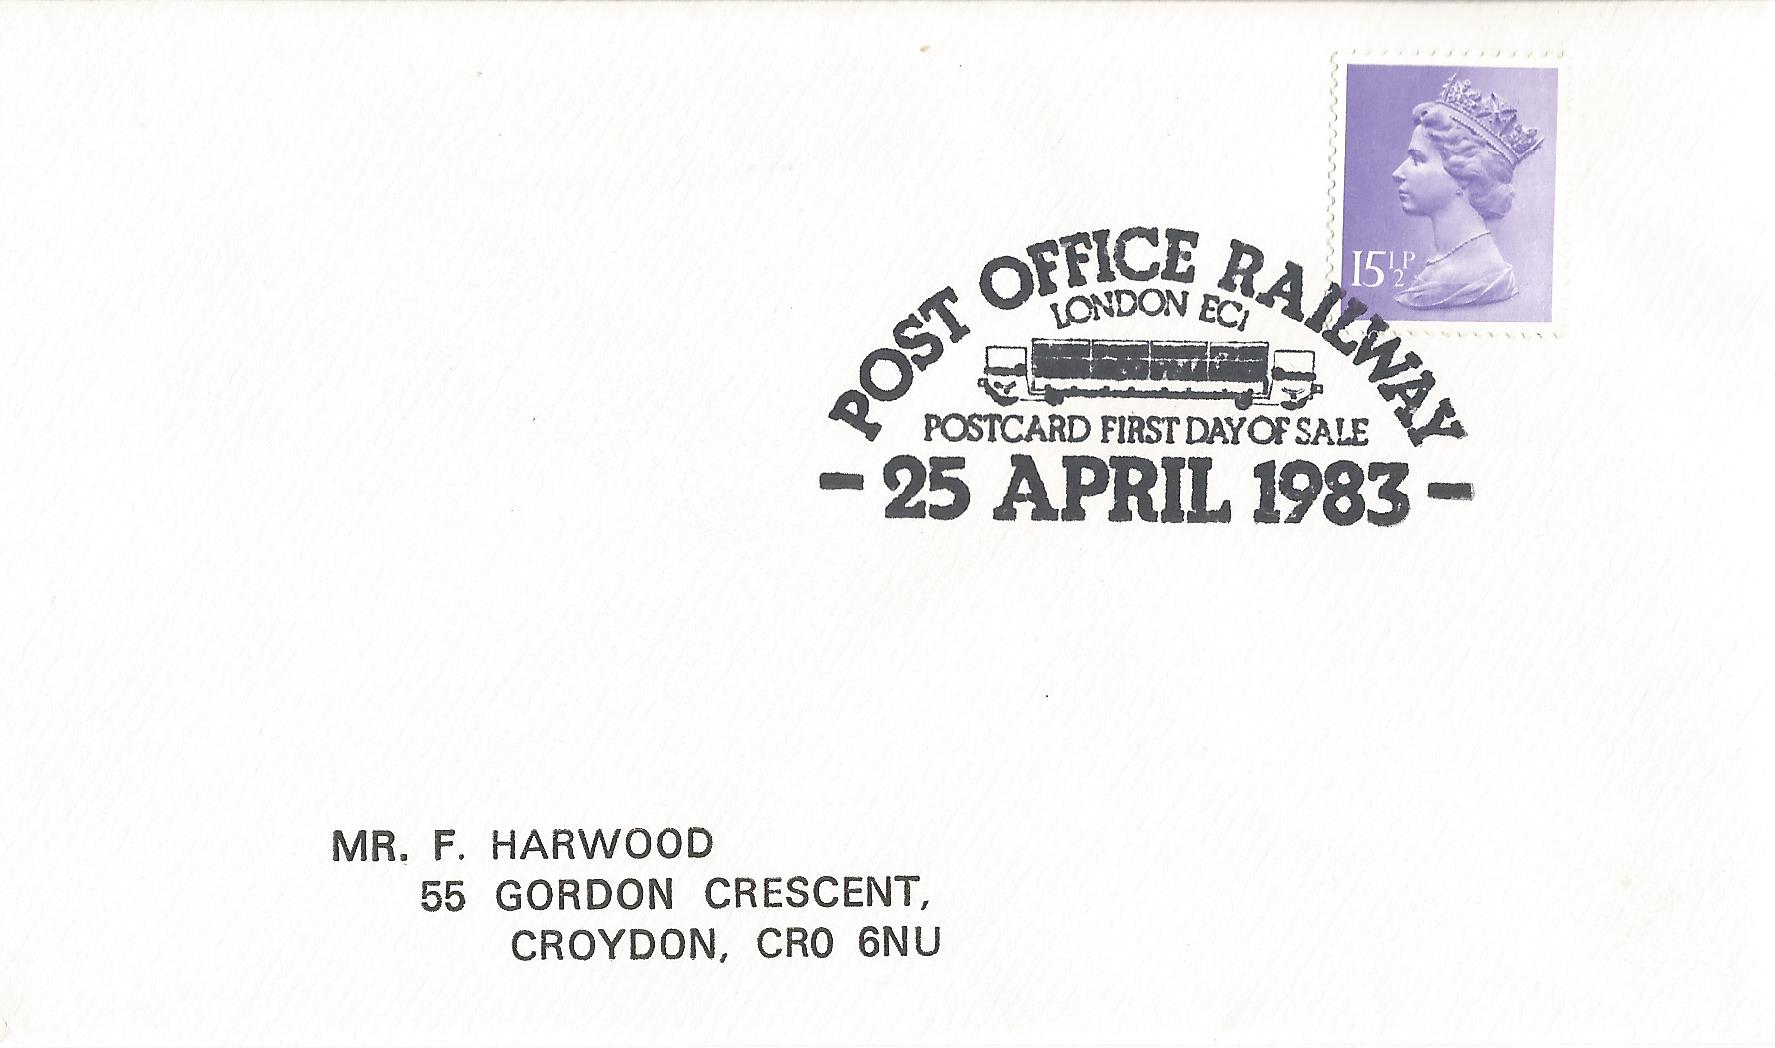 15½P
POST OFFICE RAILWAY
LONDON EC1
POSTCARD FIRST DAY OF SALE
- 25 APRIL 1983 -
MR. F. HARWOOD
55 GORDON CRESCENT,
CROYDON, CR0 6NU